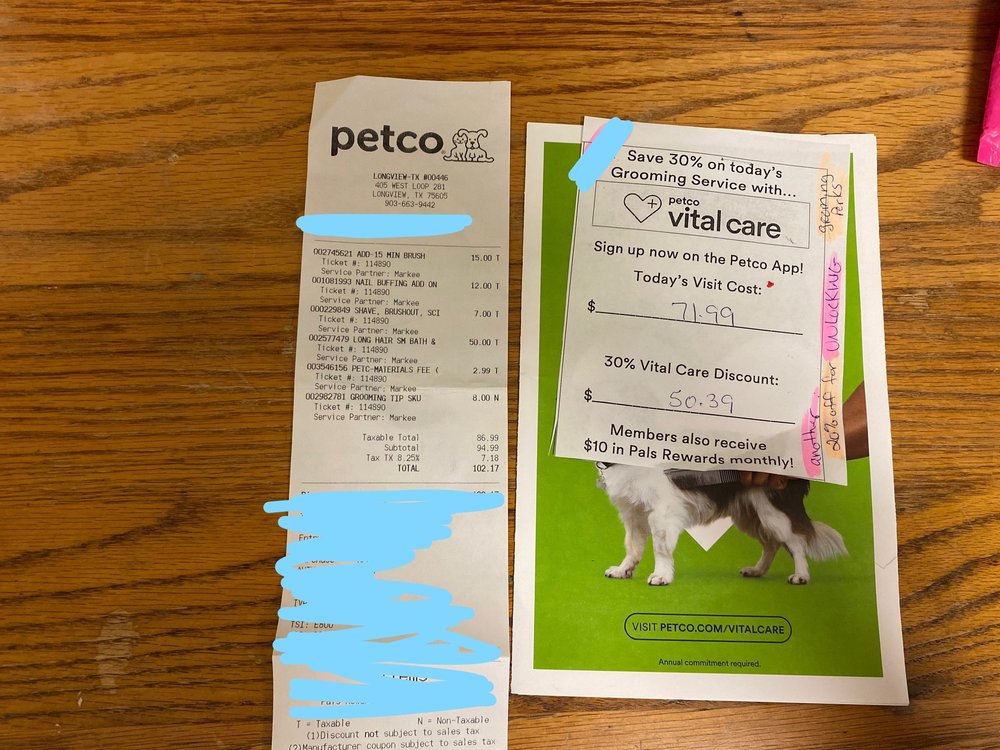 petco
LONGVIEW-TX #00446
405 WEST LOOP 281
LONGVIEW, TX 75605
903-663-9442
002745621 ADD-15 MIN BRUSH 15.00 T
Ticket #: 114890
Service Partner: Markee
001081993 NAIL BUFFING ADD ON 12.00 T
Ticket #: 114890
Service Partner: Markee
000229849 SHAVE, BRUSHOUT, SCI 7.00 T
Ticket #: 114890
Service Partner: Markee
002577479 LONG HAIR SM BATH & 50.00 T
Ticket #: 114890
Service Partner: Markee
003546156 PETC-MATERIALS FEE ( 2.99 T
Ticket #: 114890
Service Partner: Markee
002982781 GROOMING TIP SKU 8.00 N
Ticket #: 114890
Service Partner: Markee
Taxable Total 86.99
Subtotal 94.99
Tax TX 8.25% 7.18
TOTAL 102.17
TSI: E800
T = Taxable N = Non-Taxable
(1)Discount not subject to sales tax
(2)Manufacturer coupon subject to sales tax
Save 30% on today's
Grooming Service with...
petco
vital care
Sign up now on the Petco App!
Today's Visit Cost:
$ 71.99
30% Vital Care Discount:
$ 50.39
Members also receive
$10 in Pals Rewards monthly!
another
20% off for UNLOCKING
grooming
perks
VISIT PETCO.COM/VITALCARE
Annual commitment required.